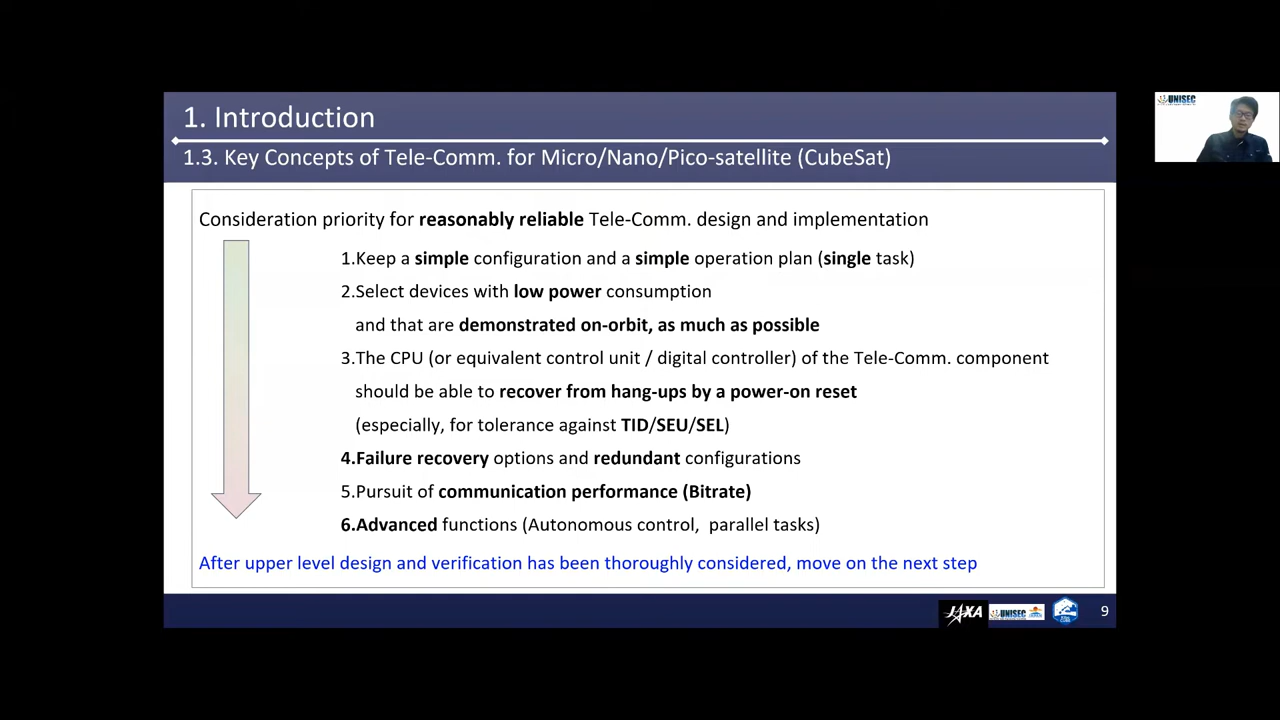 1. Introduction
1.3. Key Concepts of Tele-Comm. for Micro/Nano/Pico-satellite (CubeSat)
UNISEC
Consideration priority for reasonably reliable Tele-Comm. design and implementation
1.Keep a simple configuration and a simple operation plan (single task)
2.Select devices with low power consumption
and that are demonstrated on-orbit, as much as possible
3.The CPU (or equivalent control unit / digital controller) of the Tele-Comm. component
should be able to recover from hang-ups by a power-on reset
(especially, for tolerance against TID/SEU/SEL)
4.Failure recovery options and redundant configurations
5.Pursuit of communication performance (Bitrate)
6.Advanced functions (Autonomous control, parallel tasks)
After upper level design and verification has been thoroughly considered, move on the next step
JAXA UNISEC 9